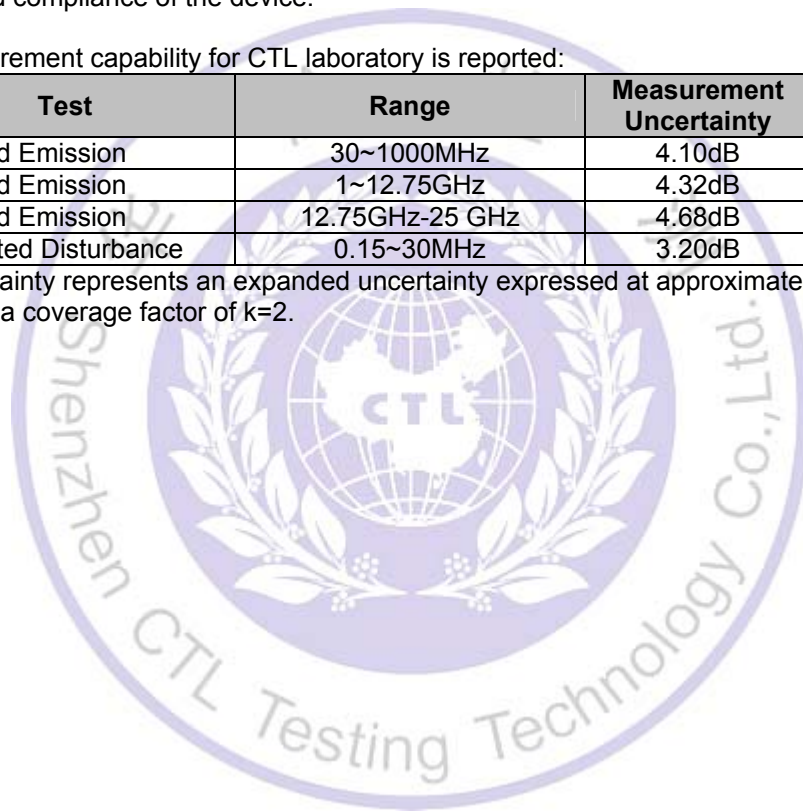 d compliance of the device.
rement capability for CTL laboratory is reported:
Test Range Measurement Uncertainty
d Emission 30~1000MHz 4.10dB
d Emission 1~12.75GHz 4.32dB
d Emission 12.75GHz-25 GHz 4.68dB
ted Disturbance 0.15~30MHz 3.20dB
ainty represents an expanded uncertainty expressed at approximate
a coverage factor of k=2.
CTL
Shenzhen CTL Testing Technology Co.,Ltd.